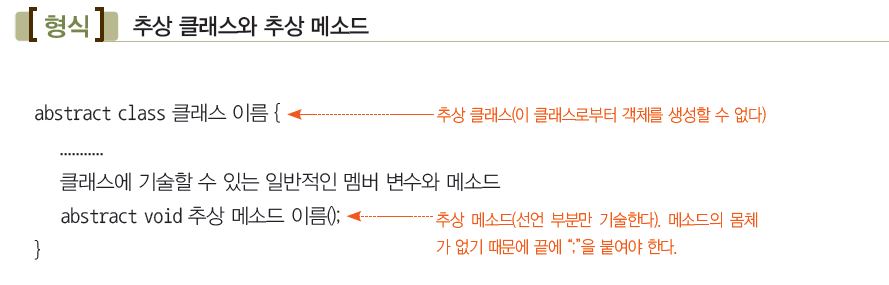 [형식] 추상 클래스와 추상 메소드
abstract class 클래스 이름 { 추상 클래스(이 클래스로부터 객체를 생성할 수 없다)
...........
클래스에 기술할 수 있는 일반적인 멤버 변수와 메소드
abstract void 추상 메소드 이름(); 추상 메소드(선언 부분만 기술한다). 메소드의 몸체
가 없기 때문에 끝에 “;”을 붙여야 한다.
}